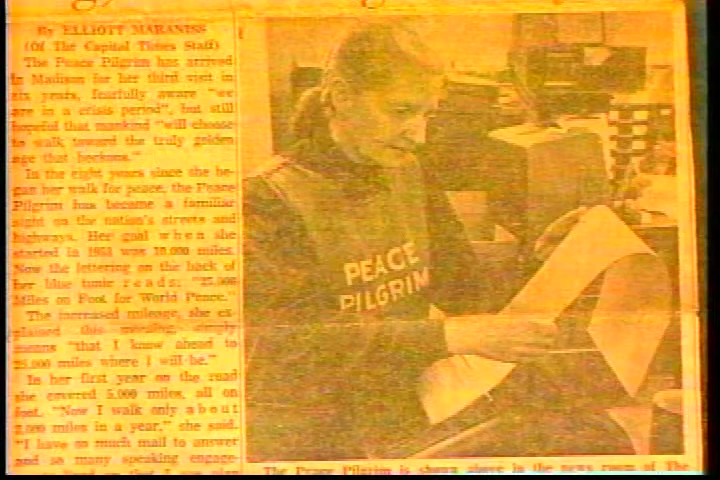 By ELLIOTT MARANISS
(Of The Capital Times Staff)
The Peace Pilgrim has arrived
in Madison for her third visit in
six years, fearfully aware "we
are in a crisis period", but still
hopeful that mankind "will choose
to walk toward the truly golden
age that beckons."
In the eight years since she be-
gan her walk for peace, the Peace
Pilgrim has become a familiar
sight on the nation's streets and
highways. Her goal when she
started in 1953 was 10,000 miles.
Now the lettering on the back of
her blue tunic reads: "25,000
Miles on Foot for World Peace."
The increased mileage, she ex-
plained this morning, simply
means "that I know ahead to
25,000 miles where I will be."
In her first year on the road
she covered 5,000 miles, all on
foot. "Now I walk only about
2,000 miles in a year," she said.
"I have so much mail to answer
and so many speaking engage-
PEACE
PILGRIM
The Peace Pilgrim is shown above in the news room of The